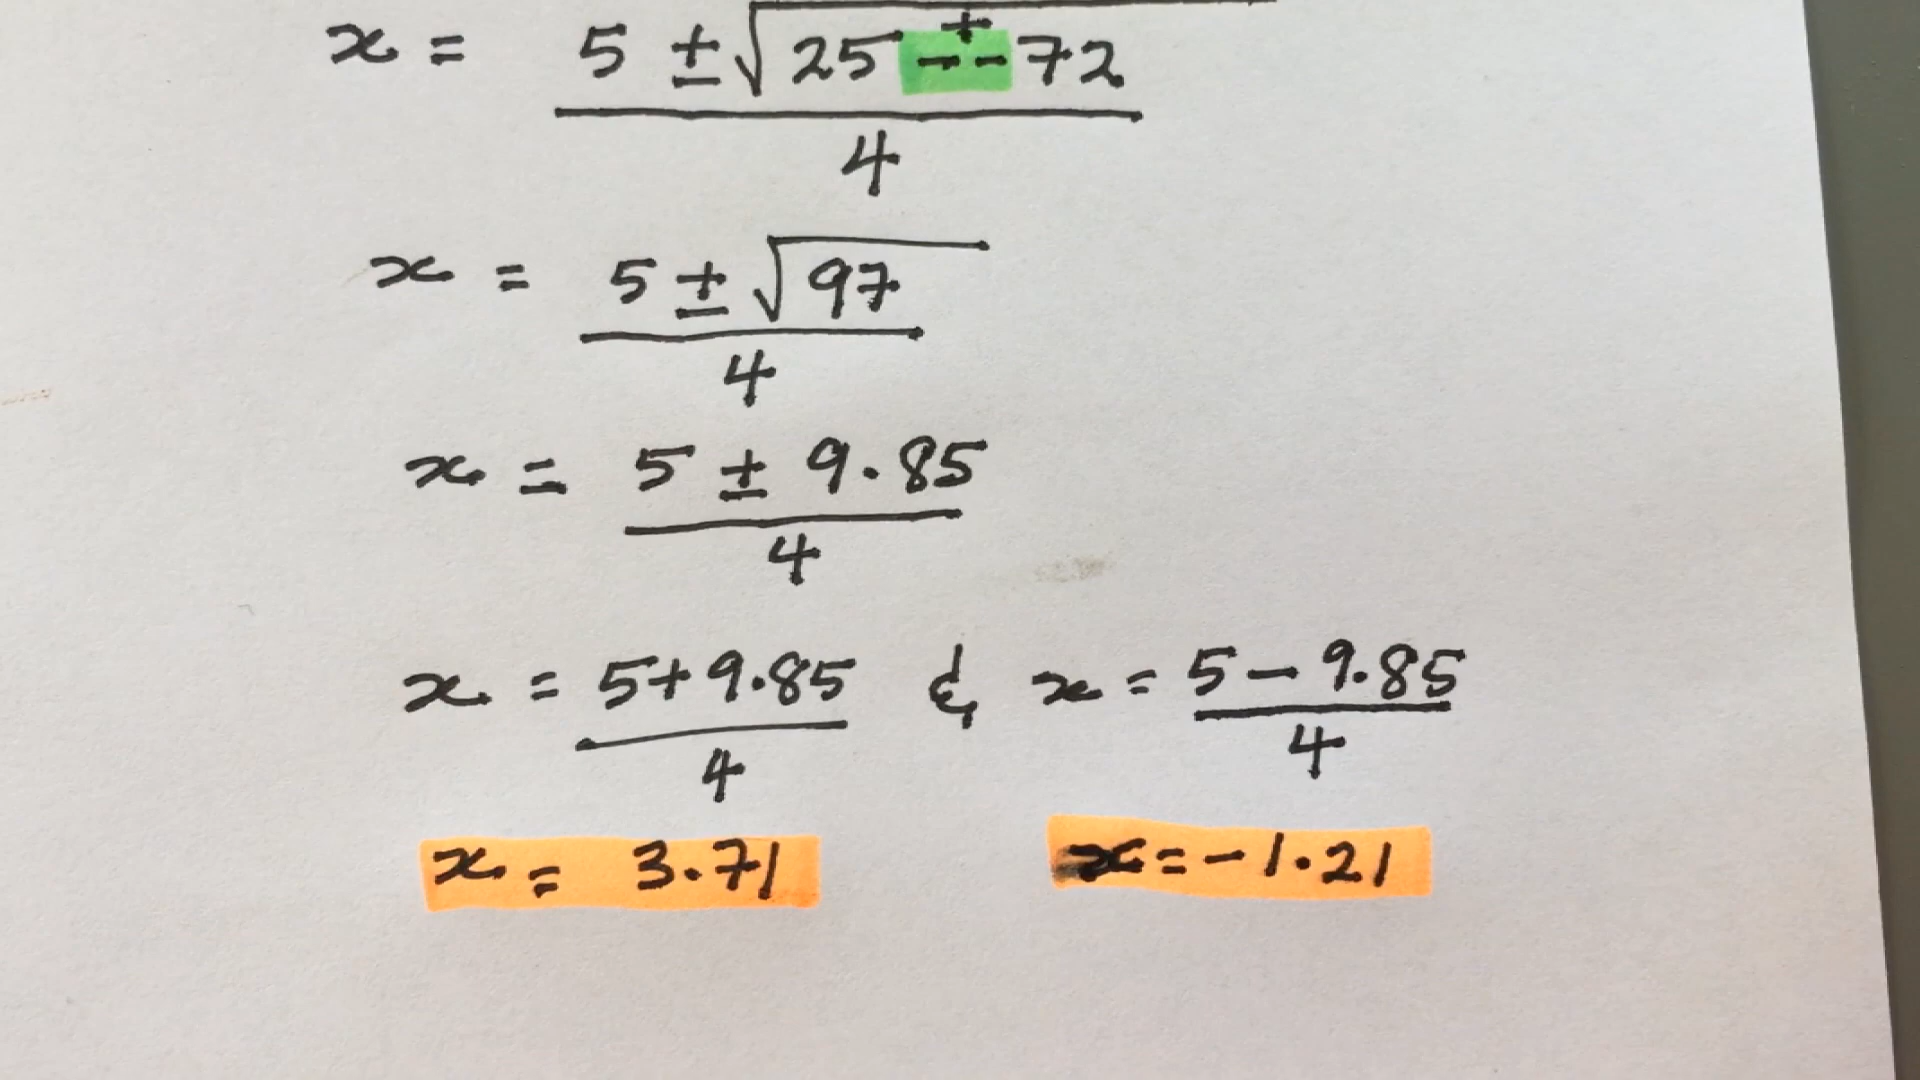 x = 5 ± √25 -+- 72
4
x = 5 ± √97
4
x = 5 ± 9.85
4
x = 5+9.85 & x = 5 - 9.85
4 4
x = 3.71 x = -1.21